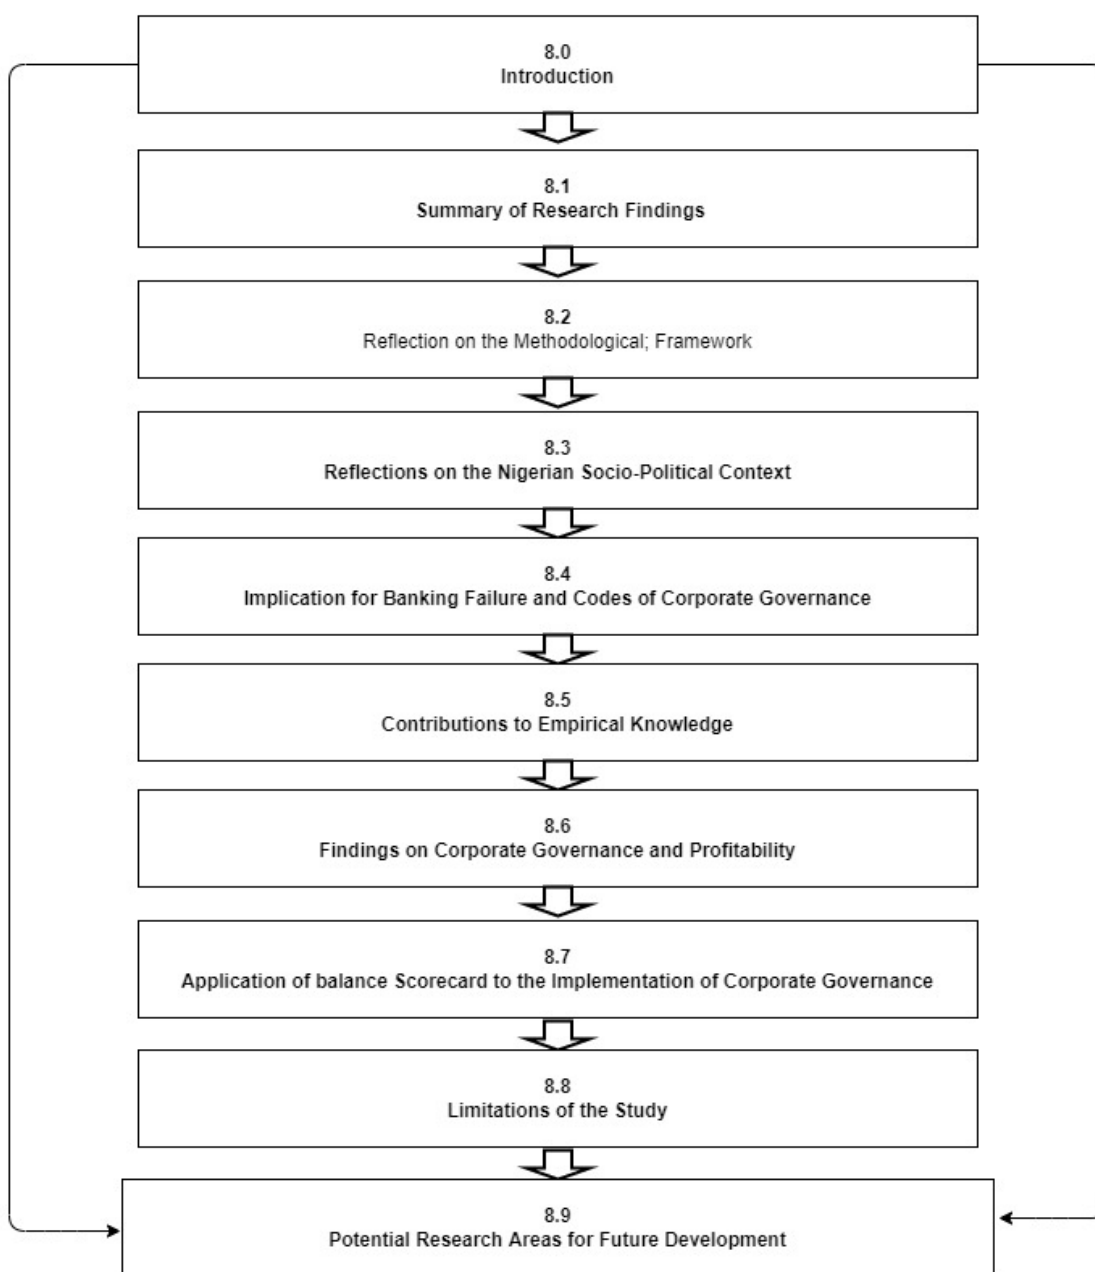 8.0
Introduction
8.1
Summary of Research Findings
8.2
Reflection on the Methodological; Framework
8.3
Reflections on the Nigerian Socio-Political Context
8.4
Implication for Banking Failure and Codes of Corporate Governance
8.5
Contributions to Empirical Knowledge
8.6
Findings on Corporate Governance and Profitability
8.7
Application of balance Scorecard to the Implementation of Corporate Governance
8.8
Limitations of the Study
8.9
Potential Research Areas for Future Development